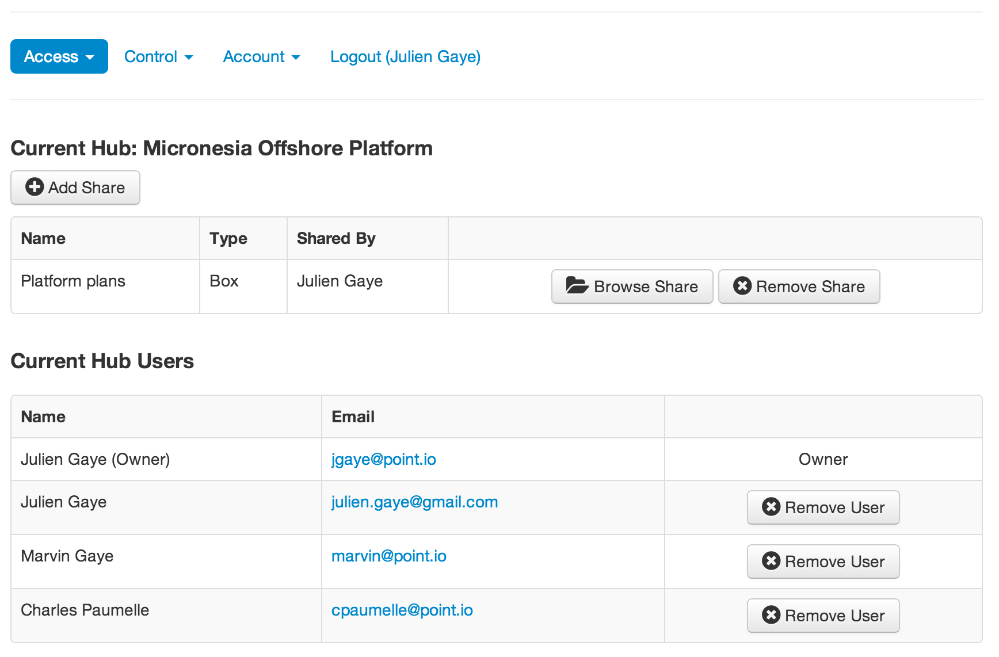 Access Control Account Logout (Julien Gaye)
Current Hub: Micronesia Offshore Platform
Add Share
Name Type Shared By
Platform plans Box Julien Gaye Browse Share Remove Share
Current Hub Users
Name Email
Julien Gaye (Owner) jgaye@point.io Owner
Julien Gaye julien.gaye@gmail.com Remove User
Marvin Gaye marvin@point.io Remove User
Charles Paumelle cpaumelle@point.io Remove User